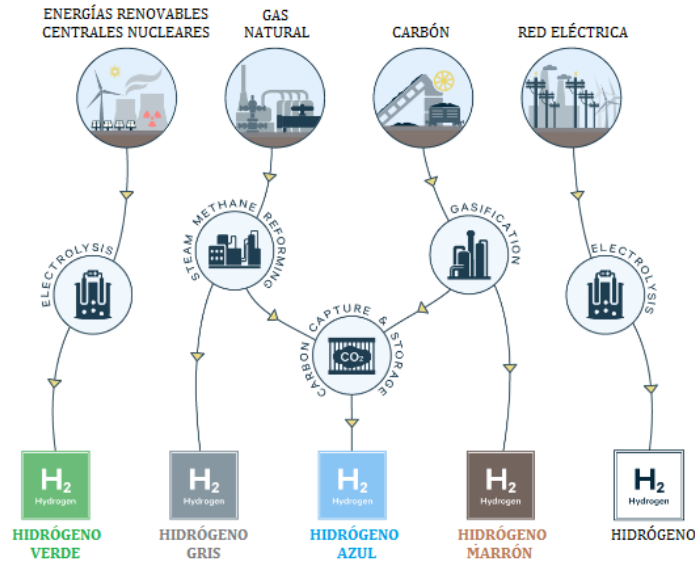 ENERGÍAS RENOVABLES
CENTRALES NUCLEARES
GAS
NATURAL
CARBÓN
RED ELÉCTRICA
ELECTROLYSIS
STEAM METHANE REFORMING
GASIFICATION
ELECTROLYSIS
CARBON CAPTURE & STORAGE
CO₂
H₂
Hydrogen
H₂
Hydrogen
H₂
Hydrogen
H₂
Hydrogen
H₂
Hydrogen
HIDRÓGENO
VERDE
HIDRÓGENO
GRIS
HIDRÓGENO
AZUL
HIDRÓGENO
MARRÓN
HIDRÓGENO